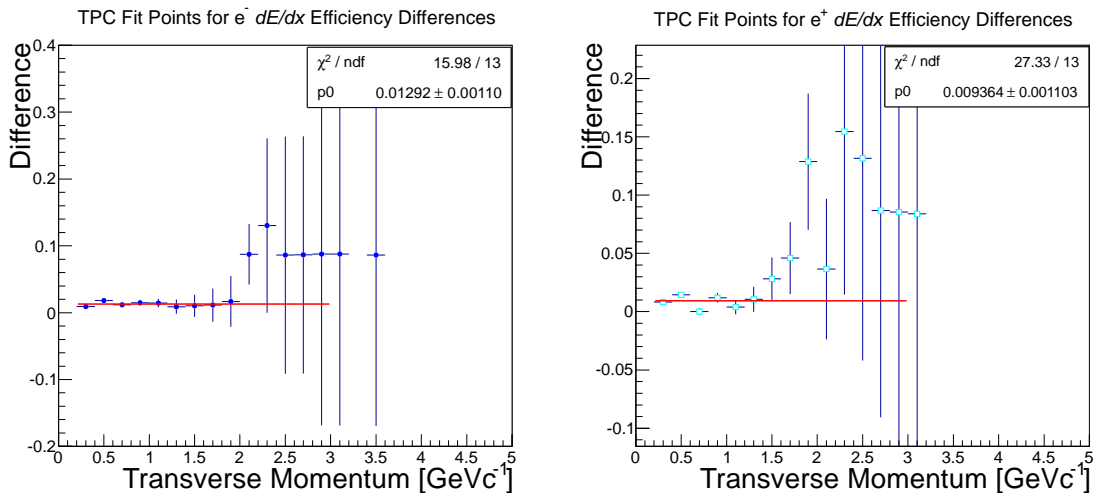 TPC Fit Points for e⁻ dE/dx Efficiency Differences
χ² / ndf 15.98 / 13
p0 0.01292 ± 0.00110
Difference
0.4
0.3
0.2
0.1
0
-0.1
-0.2
0 0.5 1 1.5 2 2.5 3 3.5 4 4.5 5
Transverse Momentum [GeVc⁻¹]
TPC Fit Points for e⁺ dE/dx Efficiency Differences
χ² / ndf 27.33 / 13
p0 0.009364 ± 0.001103
Difference
0.2
0.15
0.1
0.05
0
-0.05
-0.1
0 0.5 1 1.5 2 2.5 3 3.5 4 4.5 5
Transverse Momentum [GeVc⁻¹]